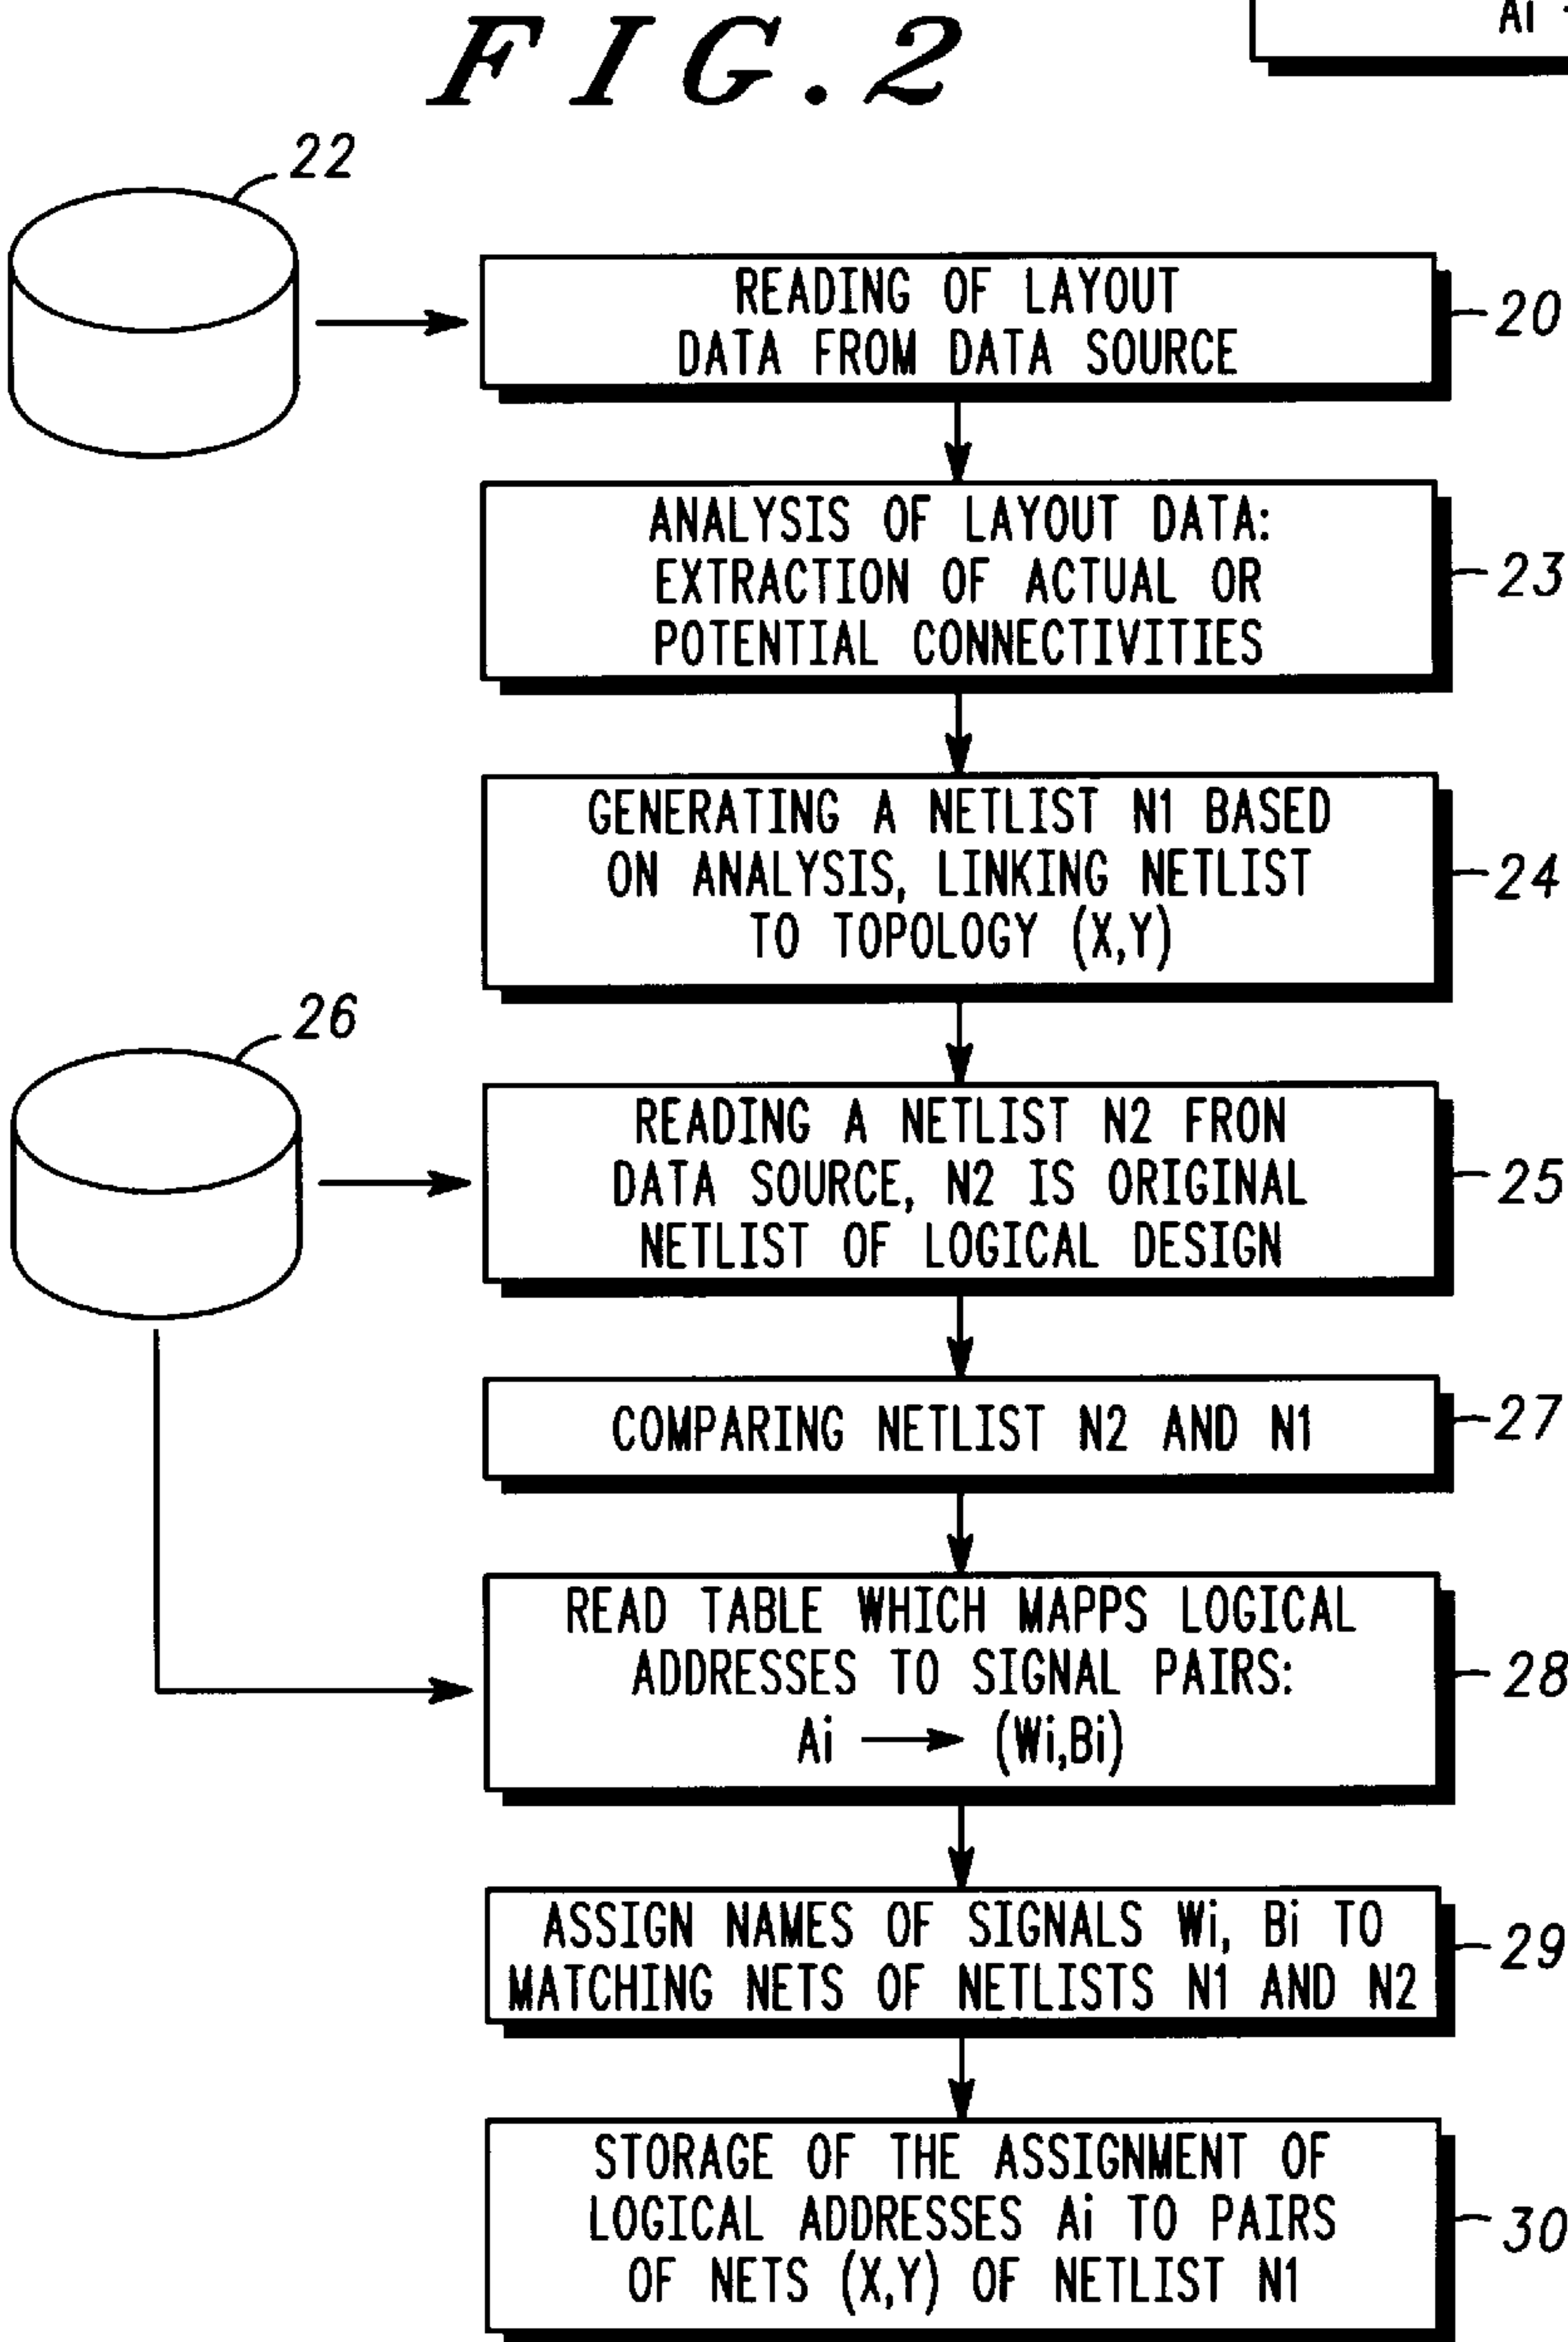 Ai
FIG.2
22
READING OF LAYOUT
DATA FROM DATA SOURCE
20
ANALYSIS OF LAYOUT DATA:
EXTRACTION OF ACTUAL OR
POTENTIAL CONNECTIVITIES
23
GENERATING A NETLIST N1 BASED
ON ANALYSIS, LINKING NETLIST
TO TOPOLOGY (X,Y)
24
26
READING A NETLIST N2 FRON
DATA SOURCE, N2 IS ORIGINAL
NETLIST OF LOGICAL DESIGN
25
COMPARING NETLIST N2 AND N1
27
READ TABLE WHICH MAPPS LOGICAL
ADDRESSES TO SIGNAL PAIRS:
Ai → (Wi,Bi)
28
ASSIGN NAMES OF SIGNALS Wi, Bi TO
MATCHING NETS OF NETLISTS N1 AND N2
29
STORAGE OF THE ASSIGNMENT OF
LOGICAL ADDRESSES Ai TO PAIRS
OF NETS (X,Y) OF NETLIST N1
30